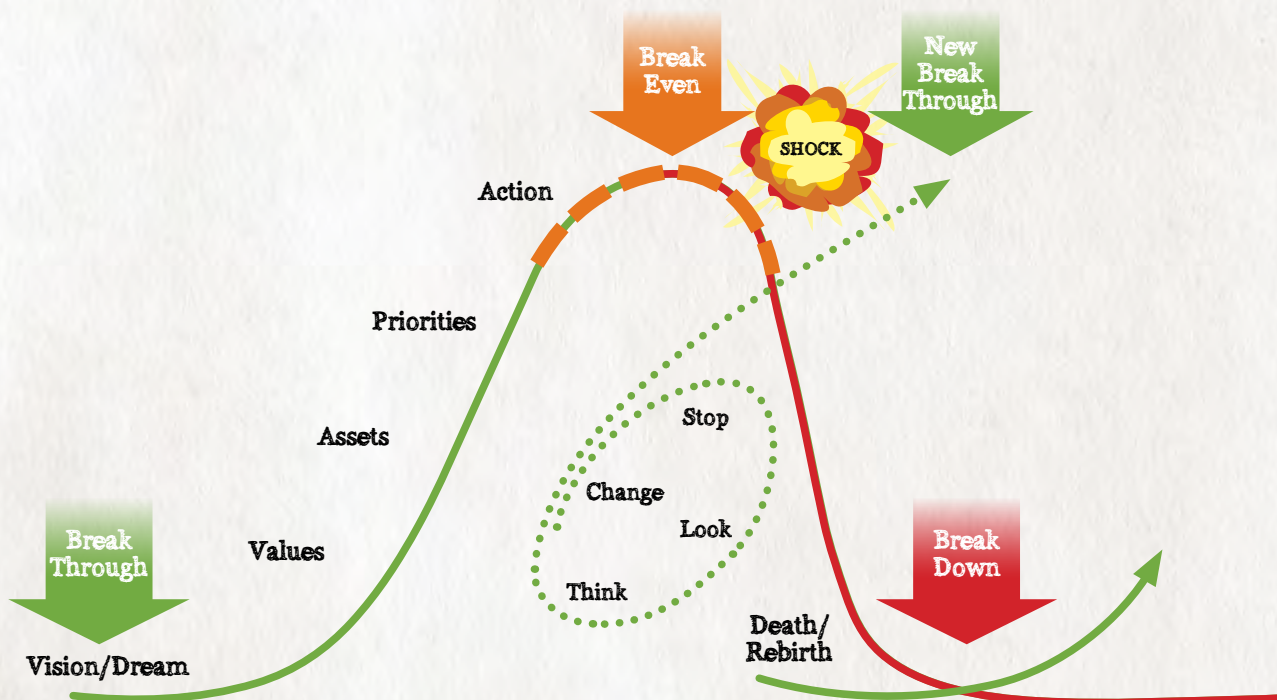 Break
Even
New
Break
Through
SHOCK
Action
Priorities
Stop
Assets
Change
Look
Values
Break
Through
Break
Down
Think
Death/
Rebirth
Vision/Dream